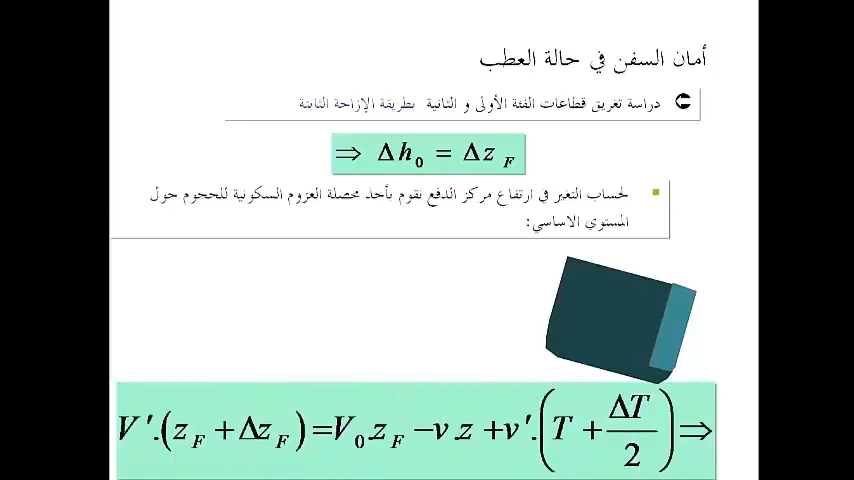 أمان السفن في حالة العطب
دراسة تغريق قطاعات الفئة الأولى و الثانية بطريقة الإزاحة الثابتة
⇒ Δh₀ = Δz_F
لحساب التغير في ارتفاع مركز الدفع نقوم بأخذ محصلة العزوم السكونية للحجوم حول
المستوي الاساسي:
V′.(z_F + Δz_F) = V₀.z_F − v.z + v′.(T + ΔT/2) ⇒